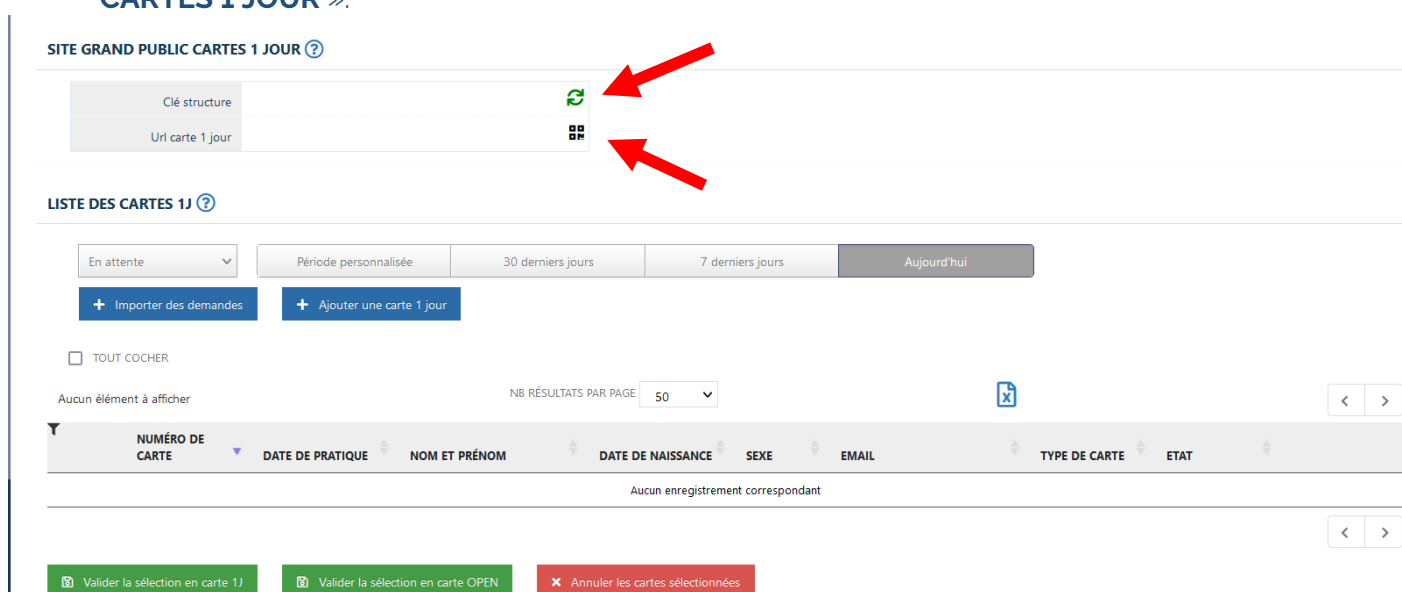 CARTES 1 JOUR ».
SITE GRAND PUBLIC CARTES 1 JOUR ?
Clé structure
Url carte 1 jour
LISTE DES CARTES 1J ?
En attente Période personnalisée 30 derniers jours 7 derniers jours Aujourd'hui
+ Importer des demandes + Ajouter une carte 1 jour
TOUT COCHER
Aucun élément à afficher NB RÉSULTATS PAR PAGE 50 < >
NUMÉRO DE
CARTE DATE DE PRATIQUE NOM ET PRÉNOM DATE DE NAISSANCE SEXE EMAIL TYPE DE CARTE ETAT
Aucun enregistrement correspondant
< >
Valider la sélection en carte 1J Valider la sélection en carte OPEN × Annuler les cartes sélectionnées